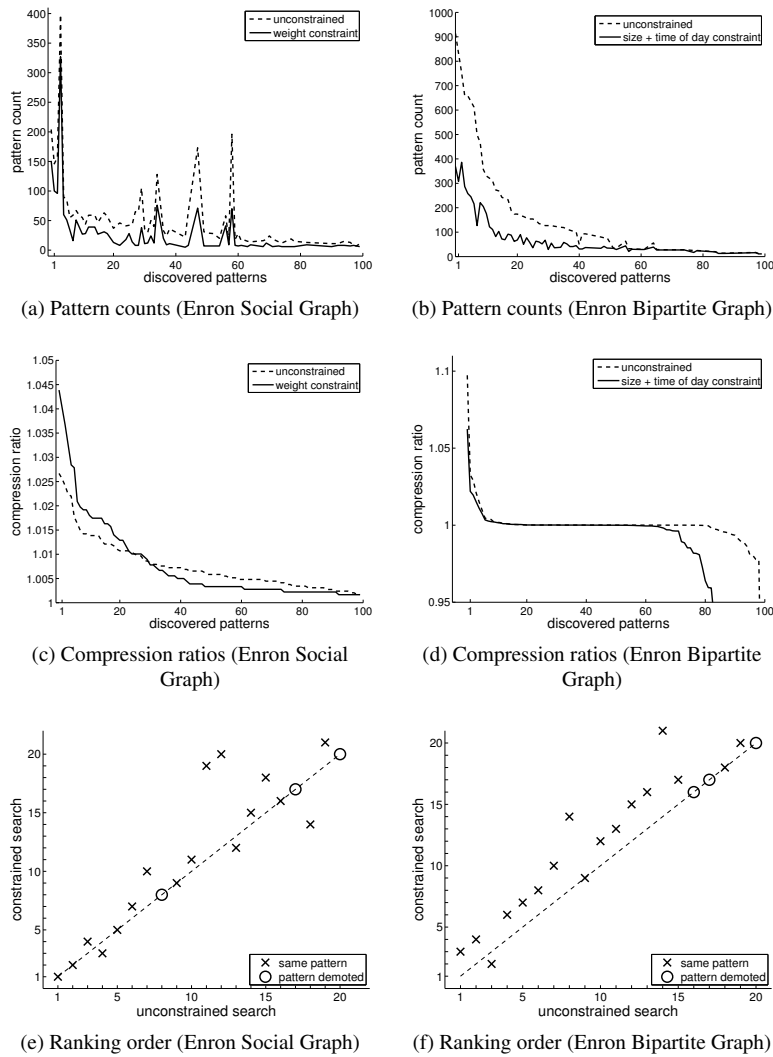 400
350
300
250
200
150
100
50
0
pattern count
unconstrained
weight constraint
1 20 40 60 80 100
discovered patterns
(a) Pattern counts (Enron Social Graph)
1000
900
800
700
600
500
400
300
200
100
0
pattern count
unconstrained
size + time of day constraint
1 20 40 60 80 100
discovered patterns
(b) Pattern counts (Enron Bipartite Graph)
1.05
1.045
1.04
1.035
1.03
1.025
1.02
1.015
1.01
1.005
1
compression ratio
unconstrained
weight constraint
1 20 40 60 80 100
discovered patterns
(c) Compression ratios (Enron Social
Graph)
1.1
1.05
1
0.95
compression ratio
unconstrained
size + time of day constraint
1 20 40 60 80 100
discovered patterns
(d) Compression ratios (Enron Bipartite
Graph)
20
15
10
5
1
constrained search
same pattern
pattern demoted
1 5 10 15 20
unconstrained search
(e) Ranking order (Enron Social Graph)
20
15
10
5
1
constrained search
same pattern
pattern demoted
1 5 10 15 20
unconstrained search
(f) Ranking order (Enron Bipartite Graph)